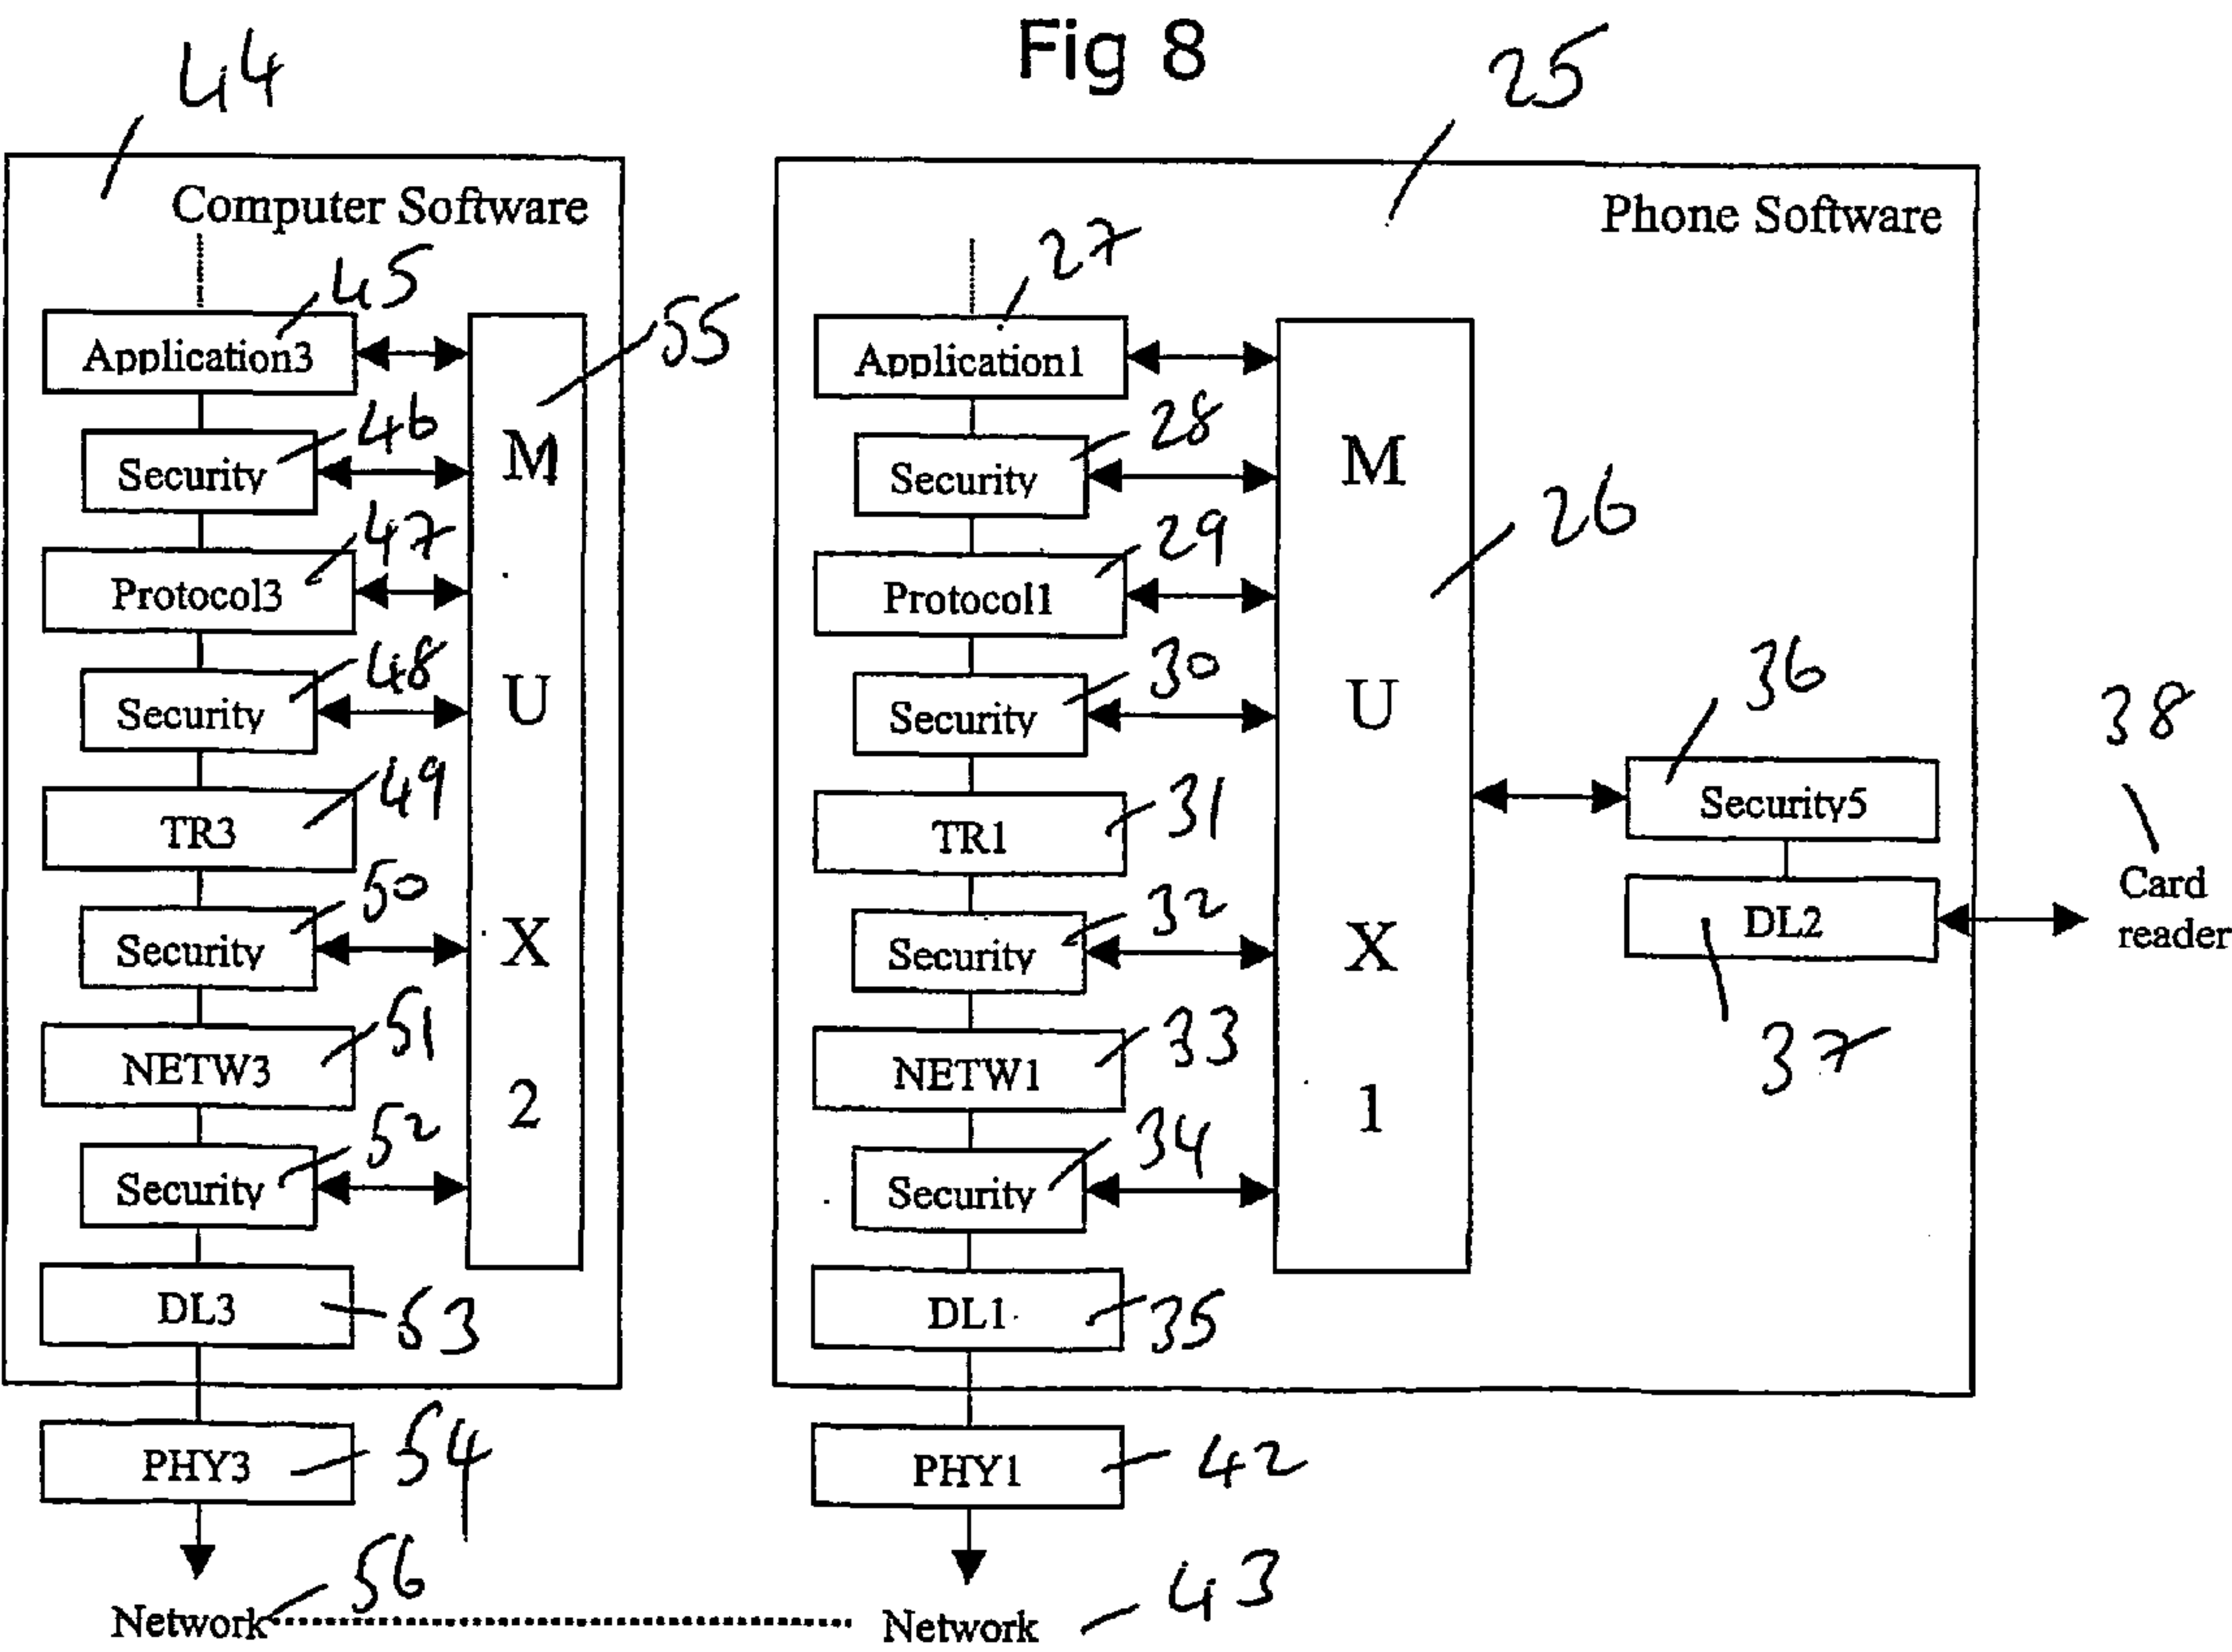 Fig 8
44
25
Computer Software
Phone Software
45
27
Application3
55
Application1
46
28
Security
M
Security
M
26
47
29
Protocol3
Protocol1
48
30
36
Security
U
Security
U
38
49
31
TR3
TR1
Security5
50
32
Card
reader
Security
X
Security
X
DL2
51
33
37
NETW3
NETW1
52
2
34
1
Security
Security
DL3
53
DL1
35
PHY3
54
PHY1
42
56
43
Network
Network